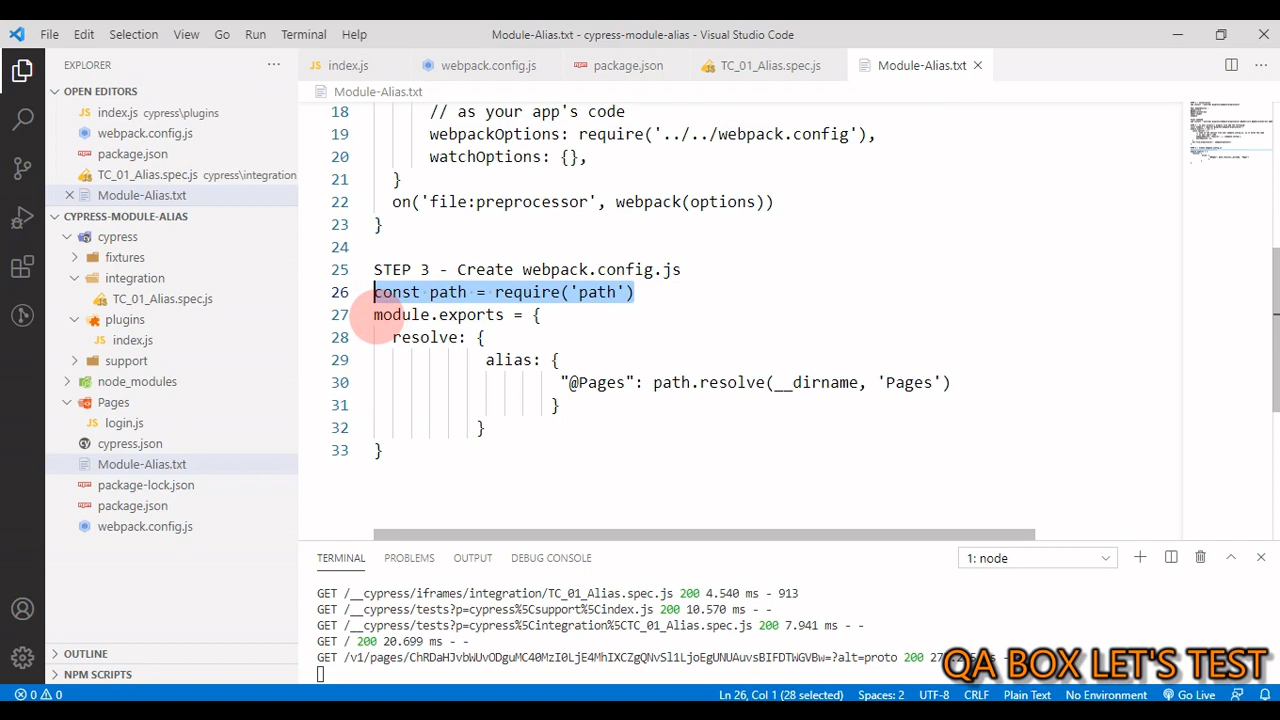 File Edit Selection View Go Run Terminal Help Module-Alias.txt - cypress-module-alias - Visual Studio Code
EXPLORER
OPEN EDITORS
index.js cypress\plugins
webpack.config.js
package.json
TC_01_Alias.spec.js cypress\integration
Module-Alias.txt
CYPRESS-MODULE-ALIAS
cypress
fixtures
integration
TC_01_Alias.spec.js
plugins
index.js
support
node_modules
Pages
login.js
cypress.json
Module-Alias.txt
package-lock.json
package.json
webpack.config.js
OUTLINE
NPM SCRIPTS
index.js webpack.config.js package.json TC_01_Alias.spec.js Module-Alias.txt
Module-Alias.txt
18 // as your app's code
19 webpackOptions: require('../../webpack.config'),
20 watchOptions: {},
21 }
22 on('file:preprocessor', webpack(options))
23 }
24
25 STEP 3 - Create webpack.config.js
26 const path = require('path')
27 module.exports = {
28 resolve: {
29 alias: {
30 "@Pages": path.resolve(__dirname, 'Pages')
31 }
32 }
33 }
TERMINAL PROBLEMS OUTPUT DEBUG CONSOLE 1: node
GET /__cypress/iframes/integration/TC_01_Alias.spec.js 200 4.540 ms - 913
GET /__cypress/tests?p=cypress%5Csupport%5Cindex.js 200 10.570 ms - -
GET /__cypress/tests?p=cypress%5Cintegration%5CTC_01_Alias.spec.js 200 7.941 ms - -
GET / 200 20.699 ms - -
QA BOX LET'S TEST
0 0 Ln 26, Col 1 (28 selected) Spaces: 2 UTF-8 CRLF Plain Text No Environment Go Live